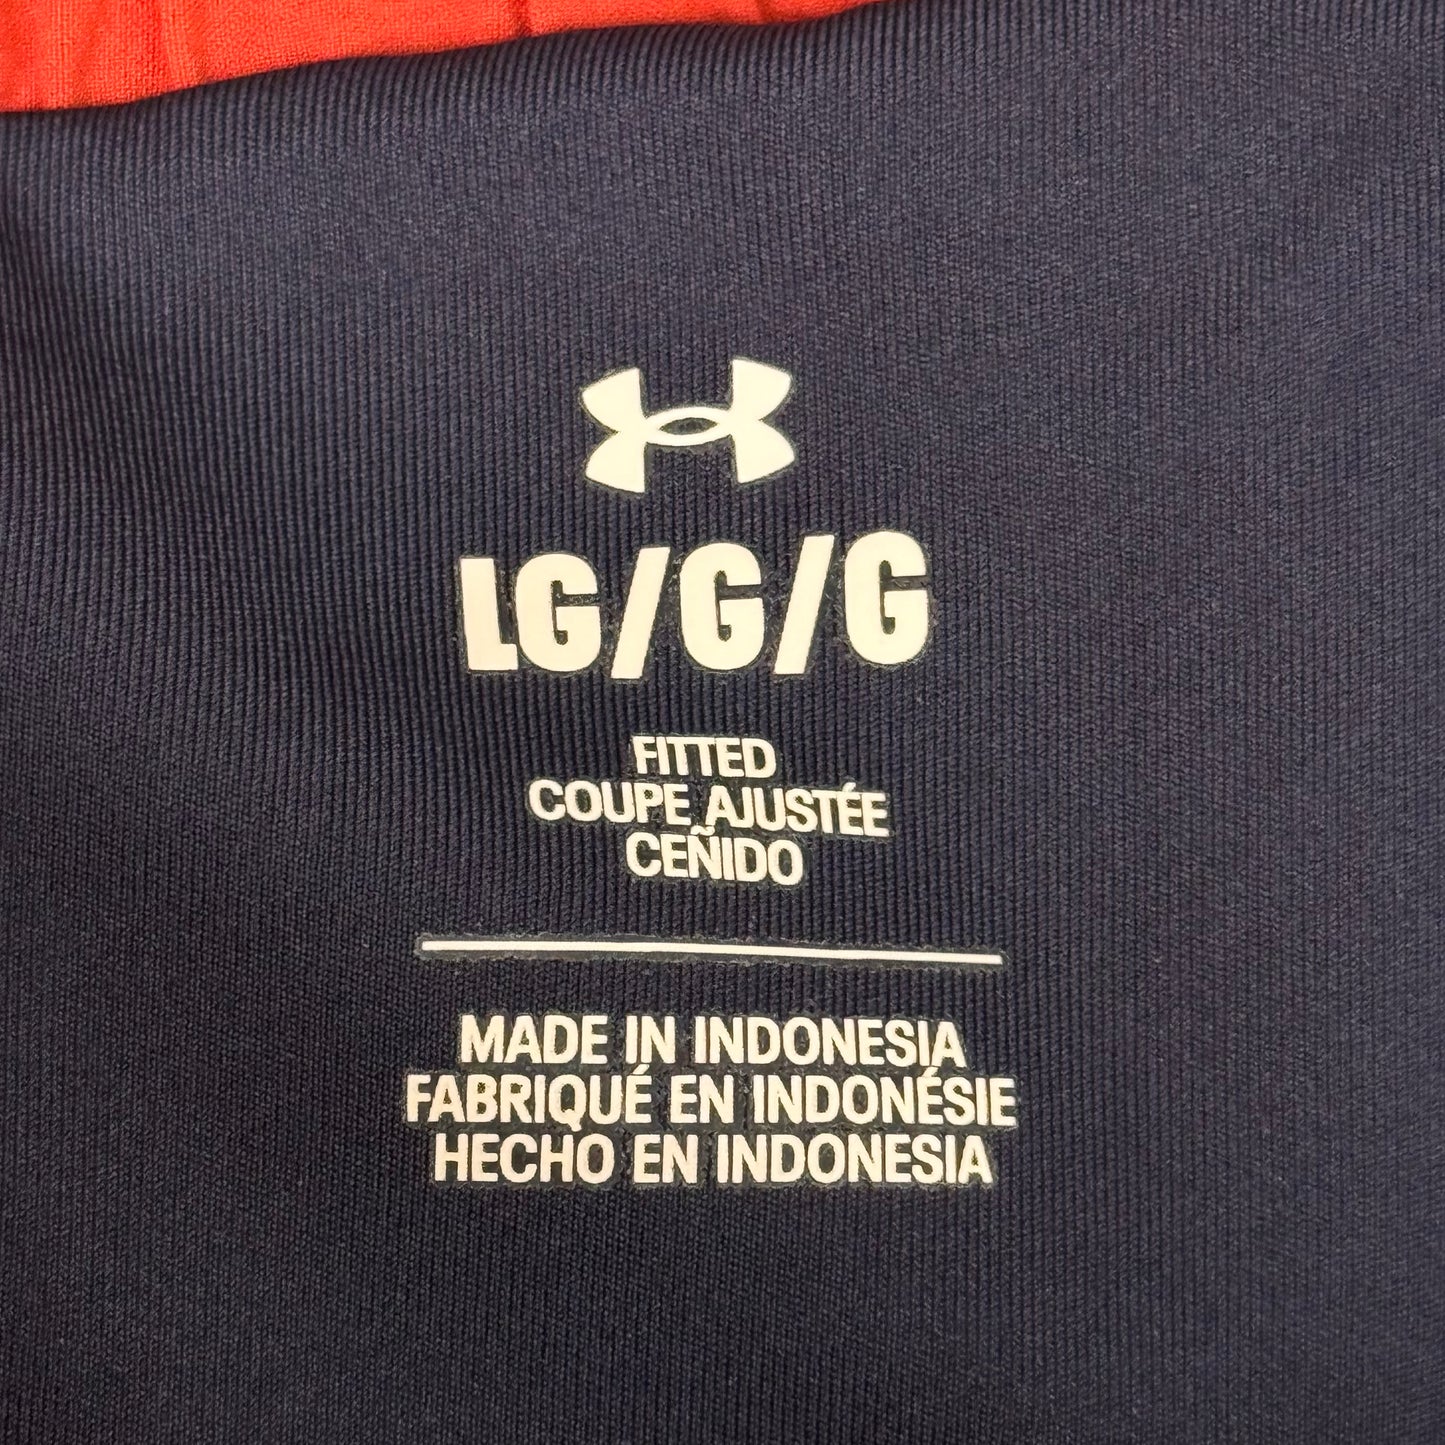 LG/G/G
FITTED
COUPE AJUSTÉE
CEÑIDO
MADE IN INDONESIA
FABRIQUÉ EN INDONÉSIE
HECHO EN INDONESIA